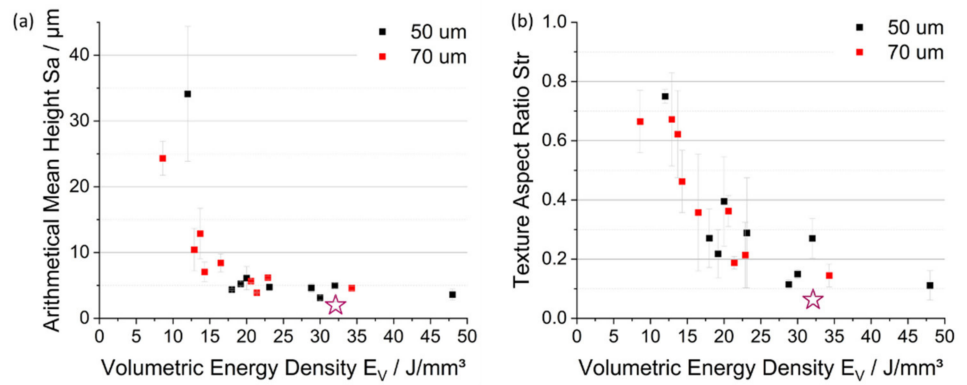 (a)
Arithmetical Mean Height Sa / µm
40
30
20
10
0
50 um
70 um
0 5 10 15 20 25 30 35 40 45 50
Volumetric Energy Density E_V / J/mm³
(b)
Texture Aspect Ratio Str
1.0
0.8
0.6
0.4
0.2
0.0
50 um
70 um
0 5 10 15 20 25 30 35 40 45 50
Volumetric Energy Density E_V / J/mm³